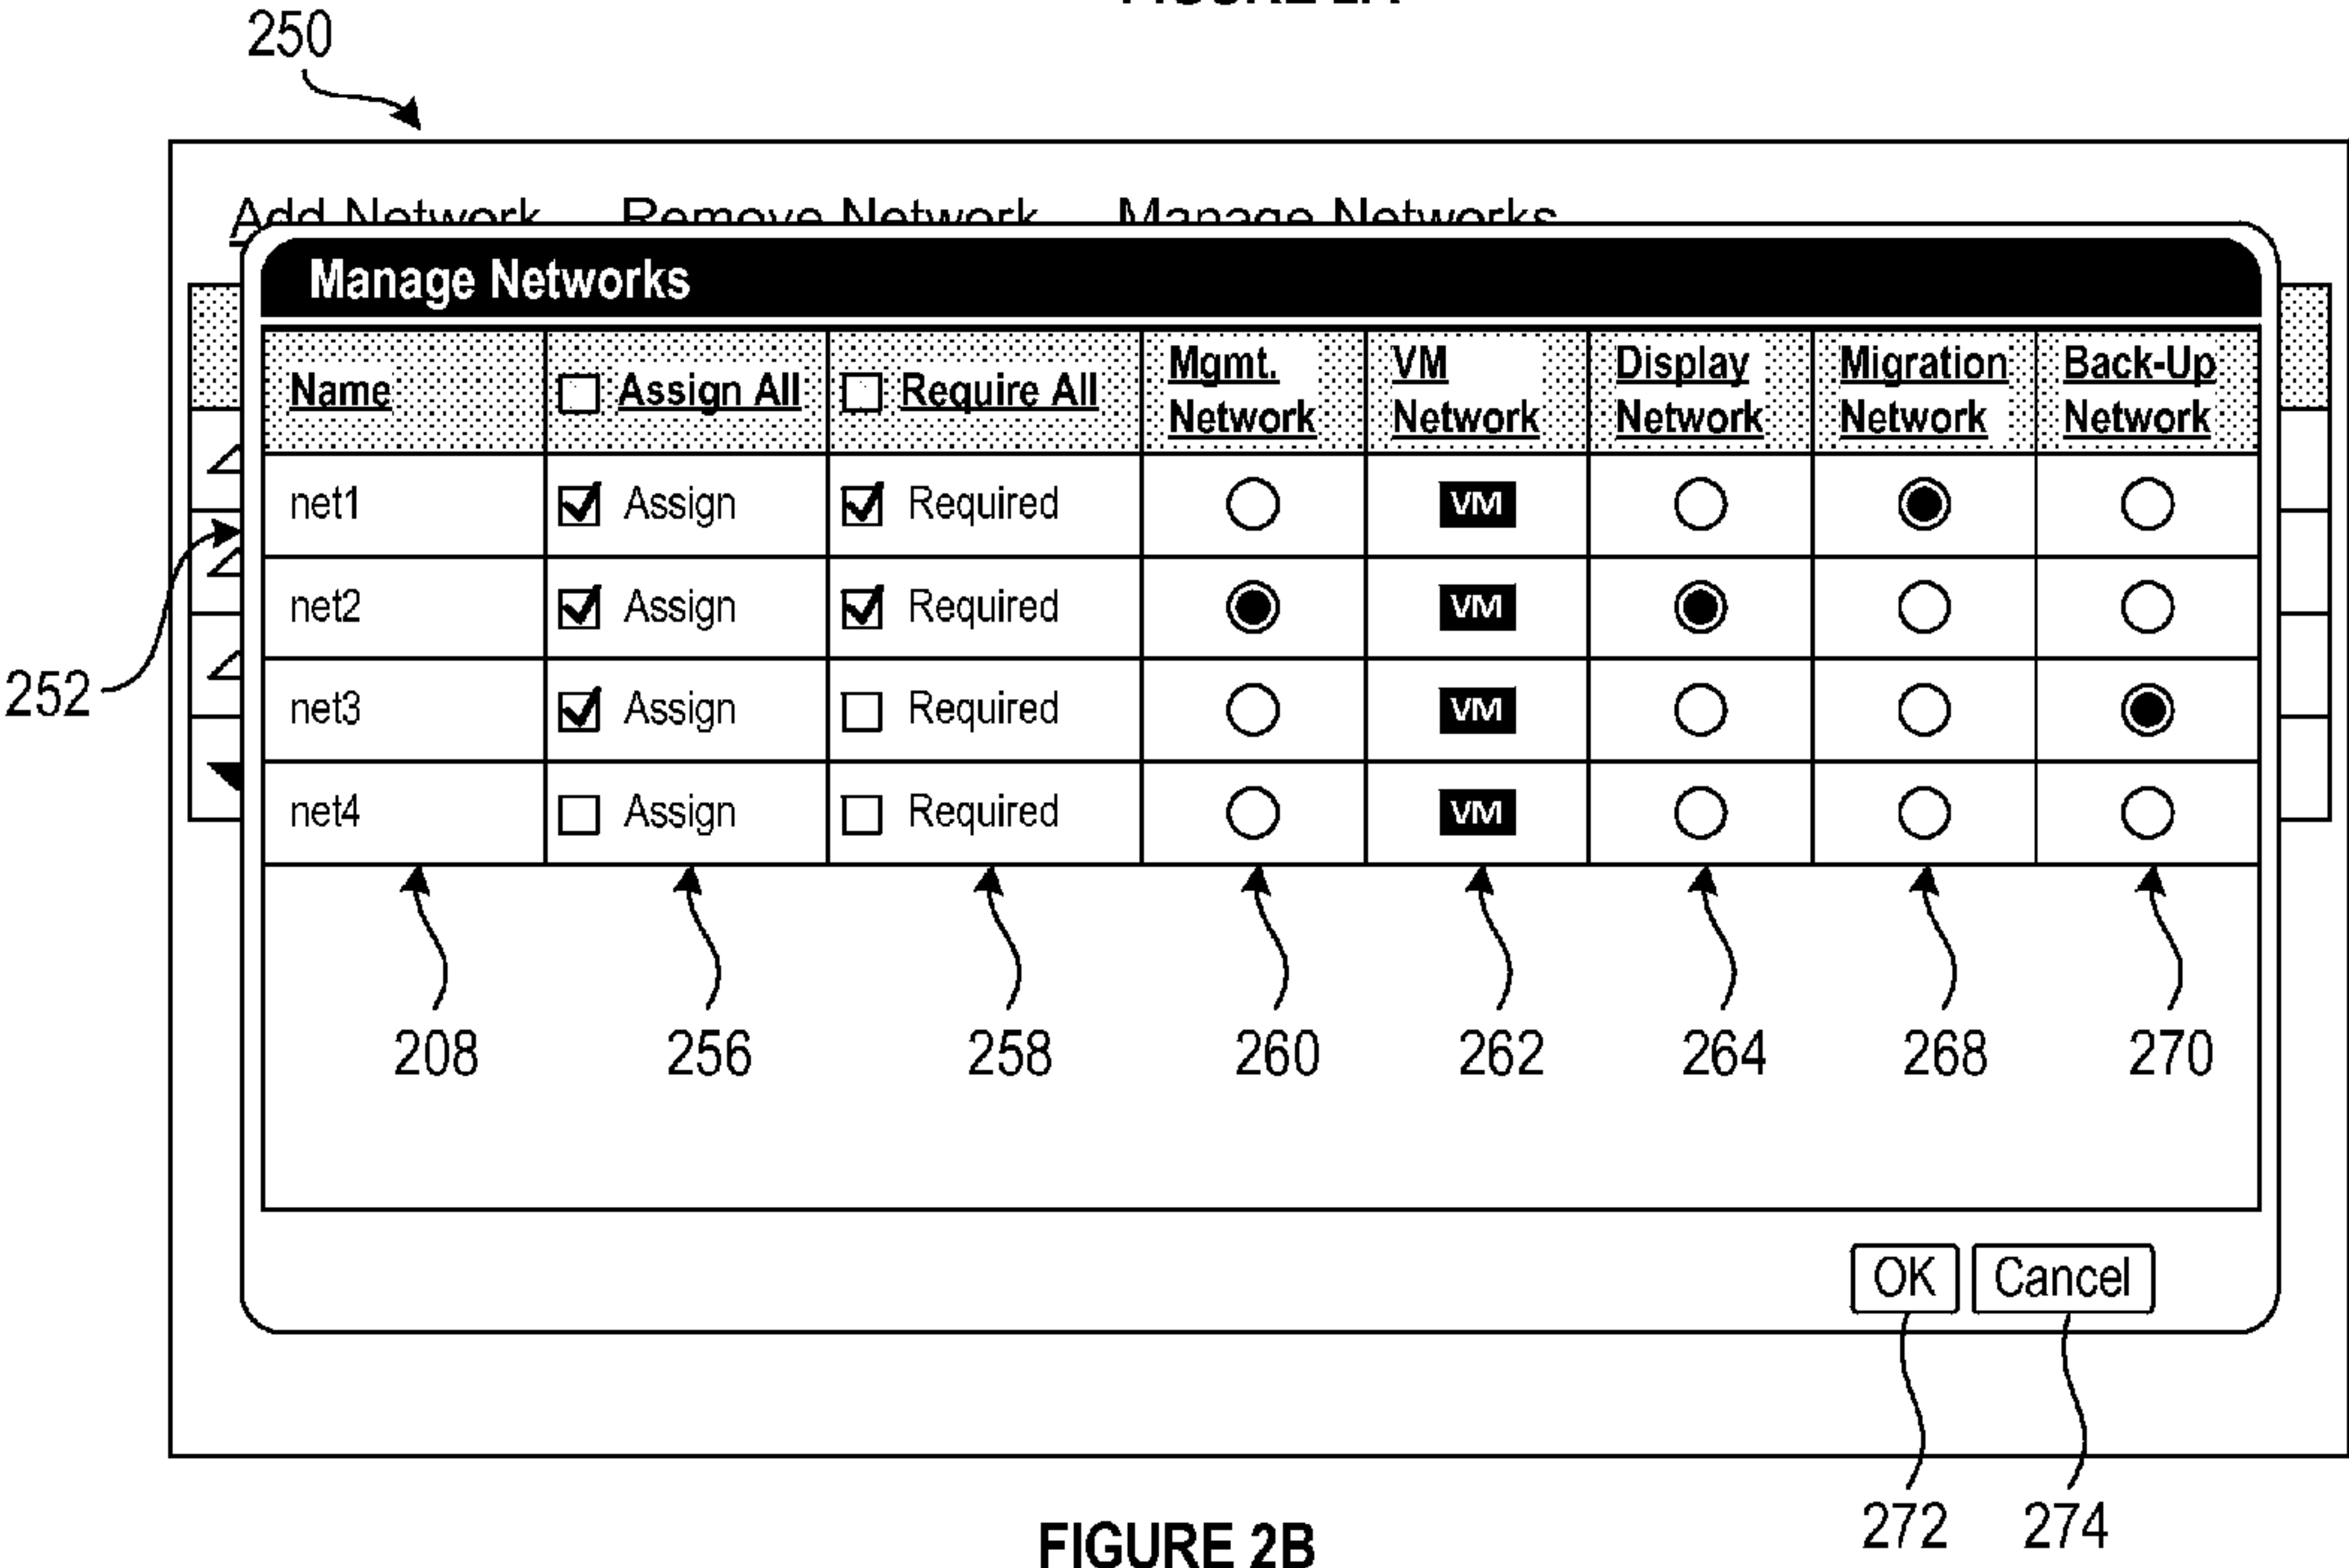 250
Add Network Remove Network Manage Networks
Manage Networks
Name Assign All Require All Mgmt. Network VM Network Display Network Migration Network Back-Up Network
net1 Assign Required VM
net2 Assign Required VM
net3 Assign Required VM
net4 Assign Required VM
252
208 256 258 260 262 264 268 270
OK Cancel
272 274
FIGURE 2B